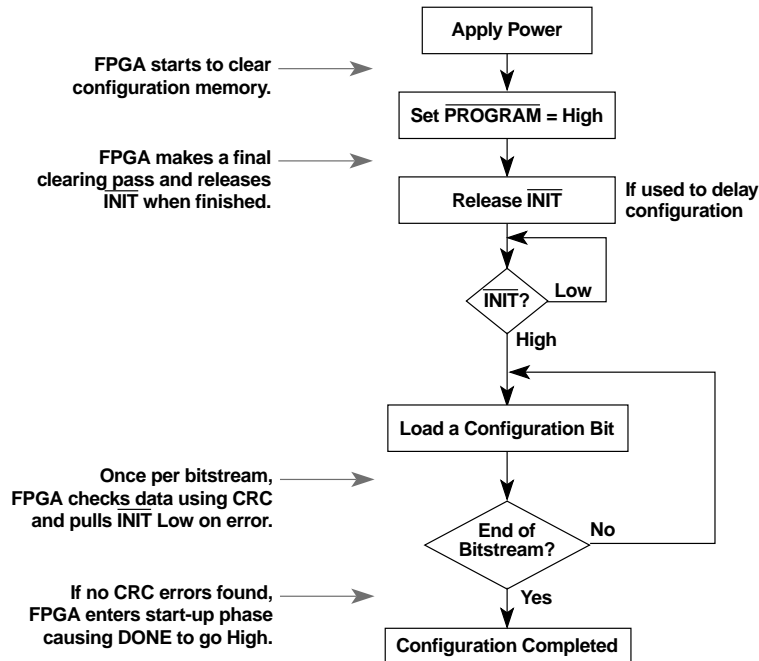 Apply Power
FPGA starts to clear
configuration memory.
Set PROGRAM = High
FPGA makes a final
clearing pass and releases
INIT when finished.
Release INIT
If used to delay
configuration
INIT?
Low
High
Load a Configuration Bit
Once per bitstream,
FPGA checks data using CRC
and pulls INIT Low on error.
End of
Bitstream?
No
Yes
If no CRC errors found,
FPGA enters start-up phase
causing DONE to go High.
Configuration Completed